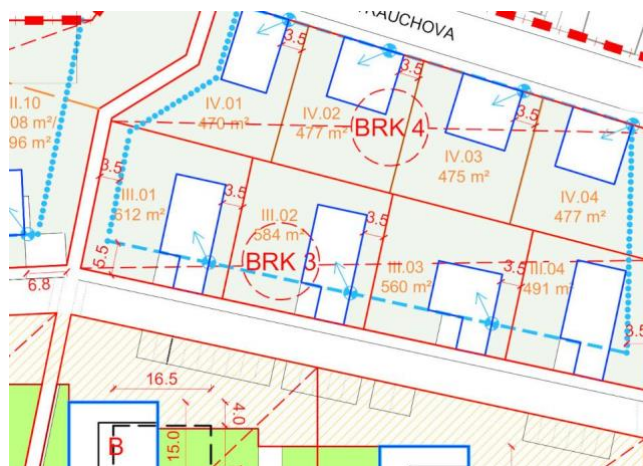 RAUCHOVA
3.5
3.5
3.5
II.10
08 m²/
96 m²
IV.01
470 m²
IV.02
477 m²
BRK 4
IV.03
475 m²
IV.04
477 m²
3.5
III.01
612 m²
3.5
III.02
584 m²
3.5
BRK 3
5.5
III.03
560 m²
3.5
III.04
491 m²
6.8
3.5
16.5
4.0
15.0
B